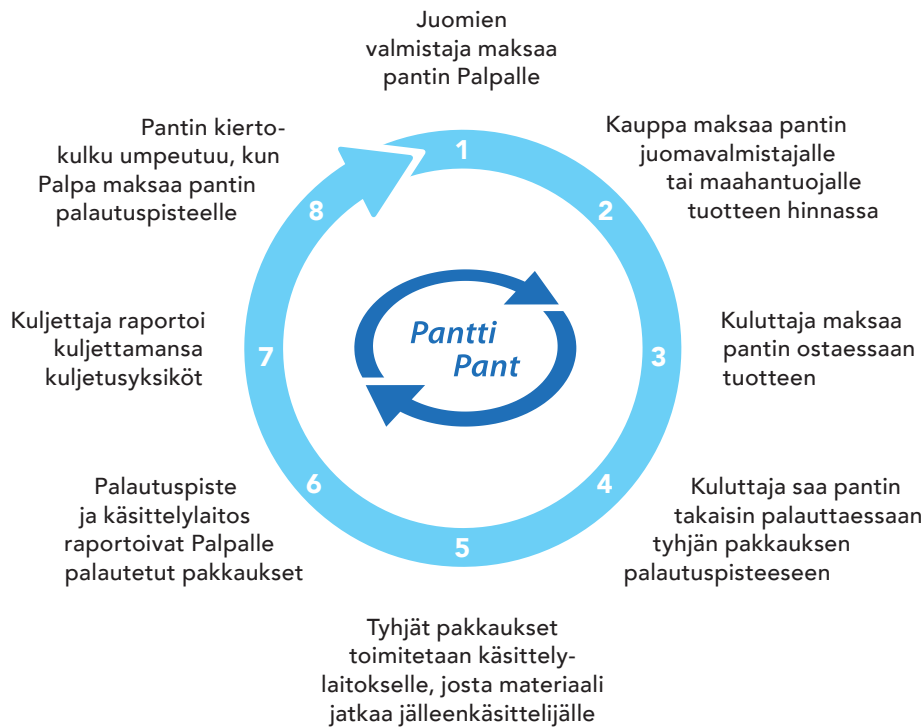 Juomien
valmistaja maksaa
pantin Palpalle
1
Kauppa maksaa pantin
juomavalmistajalle
tai maahantuojalle
tuotteen hinnassa
2
Kuluttaja maksaa
pantin ostaessaan
tuotteen
3
Kuluttaja saa pantin
takaisin palauttaessaan
tyhjän pakkauksen
palautuspisteeseen
4
Tyhjät pakkaukset
toimitetaan käsittely-
laitokselle, josta materiaali
jatkaa jälleenkäsittelijälle
5
Palautuspiste
ja käsittelylaitos
raportoivat Palpalle
palautetut pakkaukset
6
Kuljettaja raportoi
kuljettamansa
kuljetusyksiköt
7
Pantin kierto-
kulku umpeutuu, kun
Palpa maksaa pantin
palautuspisteelle
8
Pantti
Pant